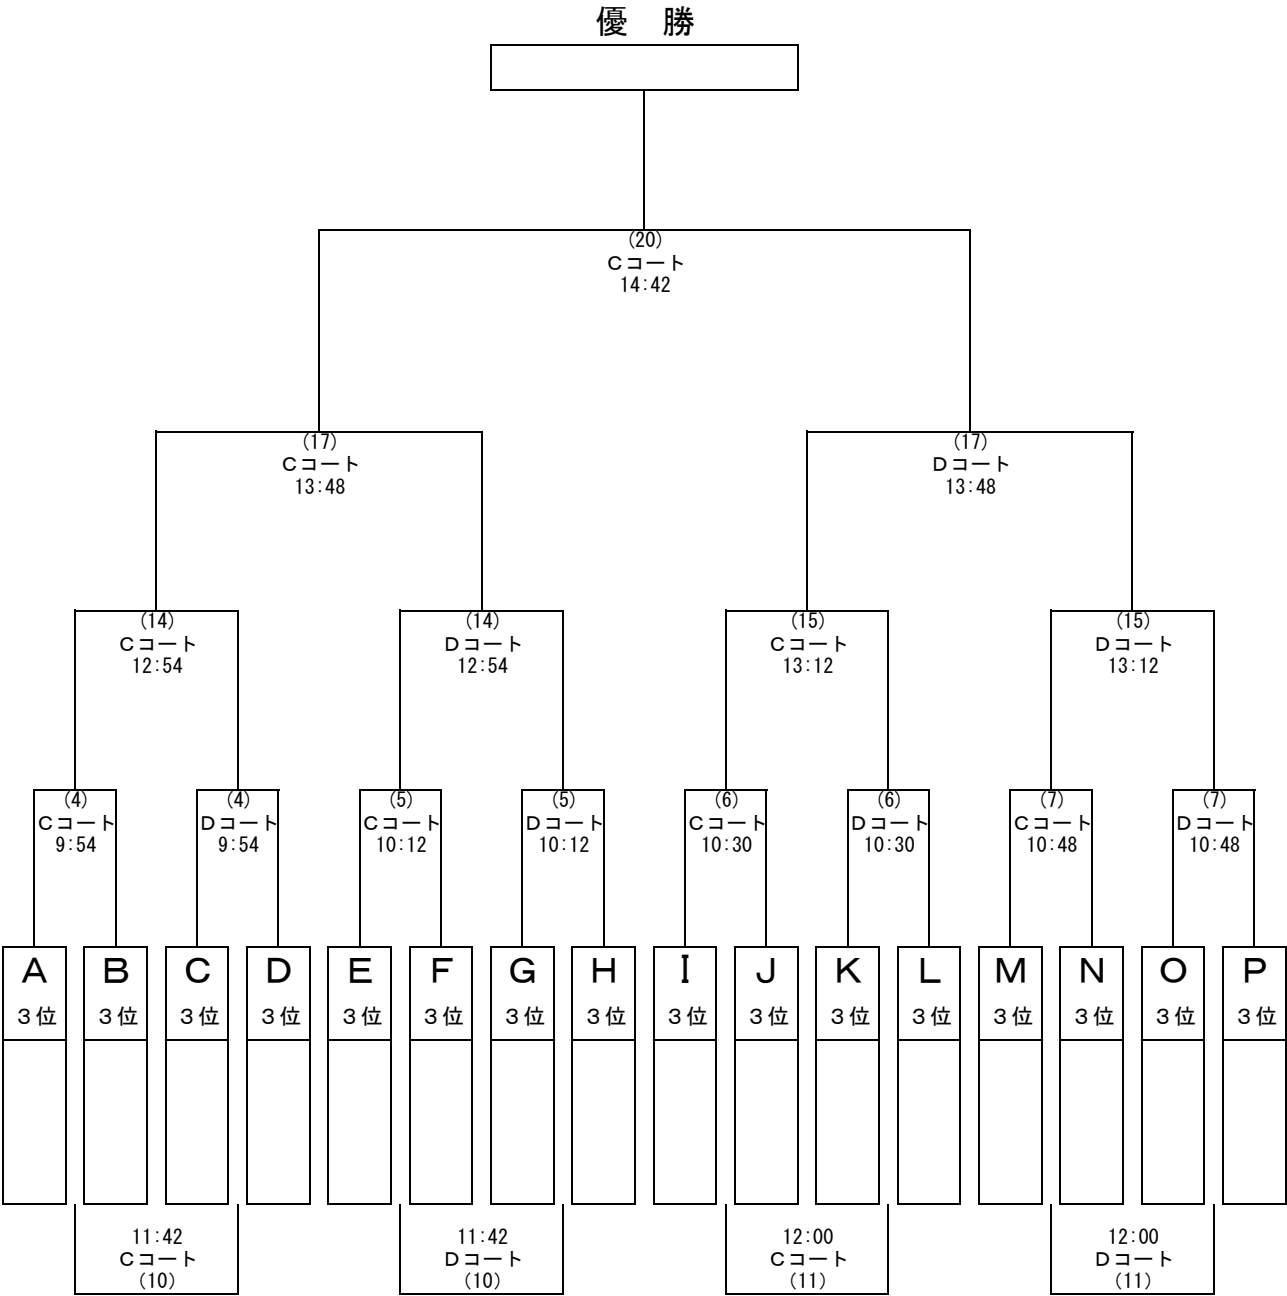 優　勝
(20)
Cコート
14:42
(17)
Cコート
13:48
(17)
Dコート
13:48
(14)
Cコート
12:54
(14)
Dコート
12:54
(15)
Cコート
13:12
(15)
Dコート
13:12
(4)
Cコート
9:54
(4)
Dコート
9:54
(5)
Cコート
10:12
(5)
Dコート
10:12
(6)
Cコート
10:30
(6)
Dコート
10:30
(7)
Cコート
10:48
(7)
Dコート
10:48
A
3位
B
3位
C
3位
D
3位
E
3位
F
3位
G
3位
H
3位
I
3位
J
3位
K
3位
L
3位
M
3位
N
3位
O
3位
P
3位
11:42
Cコート
(10)
11:42
Dコート
(10)
12:00
Cコート
(11)
12:00
Dコート
(11)